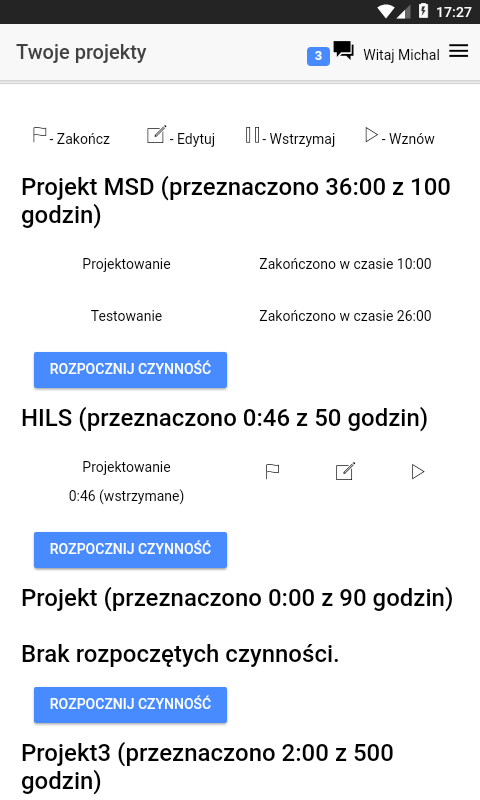 17:27
Twoje projekty 3 Witaj Michal
- Zakończ - Edytuj - Wstrzymaj - Wznów
Projekt MSD (przeznaczono 36:00 z 100
godzin)
Projektowanie Zakończono w czasie 10:00
Testowanie Zakończono w czasie 26:00
ROZPOCZNIJ CZYNNOŚĆ
HILS (przeznaczono 0:46 z 50 godzin)
Projektowanie
0:46 (wstrzymane)
ROZPOCZNIJ CZYNNOŚĆ
Projekt (przeznaczono 0:00 z 90 godzin)
Brak rozpoczętych czynności.
ROZPOCZNIJ CZYNNOŚĆ
Projekt3 (przeznaczono 2:00 z 500
godzin)